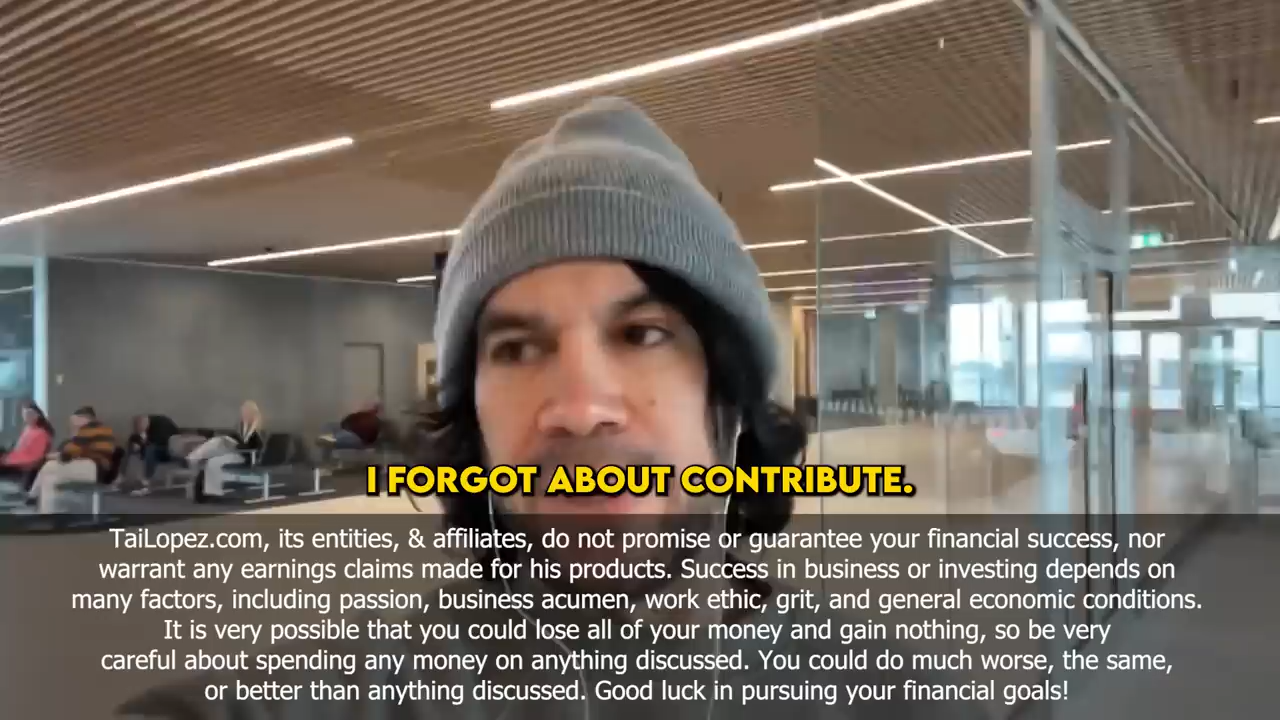 I FORGOT ABOUT CONTRIBUTE.
TaiLopez.com, its entities, & affiliates, do not promise or guarantee your financial success, nor
warrant any earnings claims made for his products. Success in business or investing depends on
many factors, including passion, business acumen, work ethic, grit, and general economic conditions.
It is very possible that you could lose all of your money and gain nothing, so be very
careful about spending any money on anything discussed. You could do much worse, the same,
or better than anything discussed. Good luck in pursuing your financial goals!